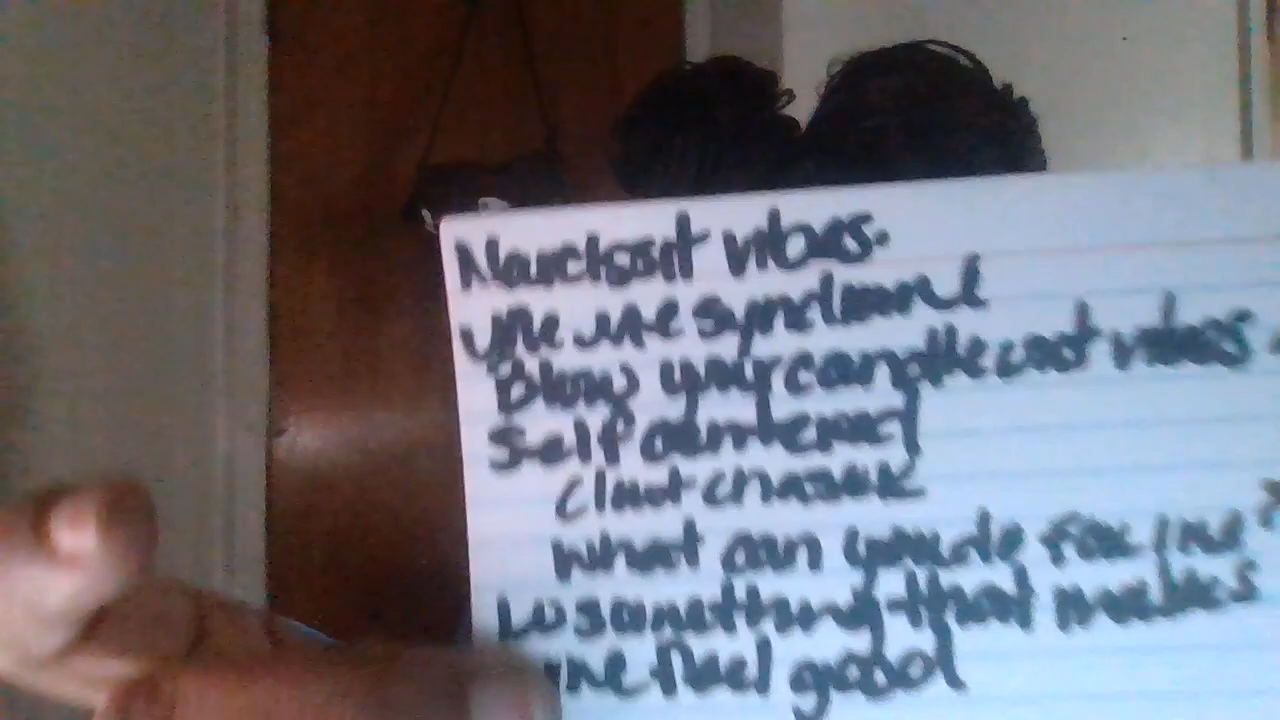 Narcissit vibes.
Me me syndrome
Blow your candle out vibes.
Self centered
Clout chaser
What can you do for me?
↳ something that makes
me feel good